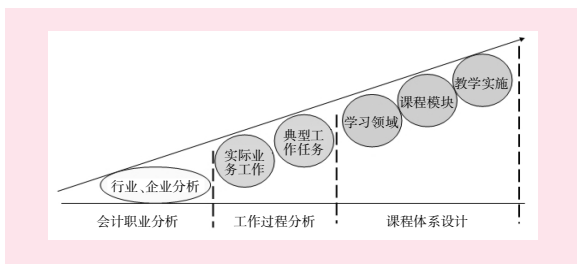 教学实施
课程模块
学习领域
典型工
作任务
实际业
务工作
行业、企业分析
会计职业分析
工作过程分析
课程体系设计